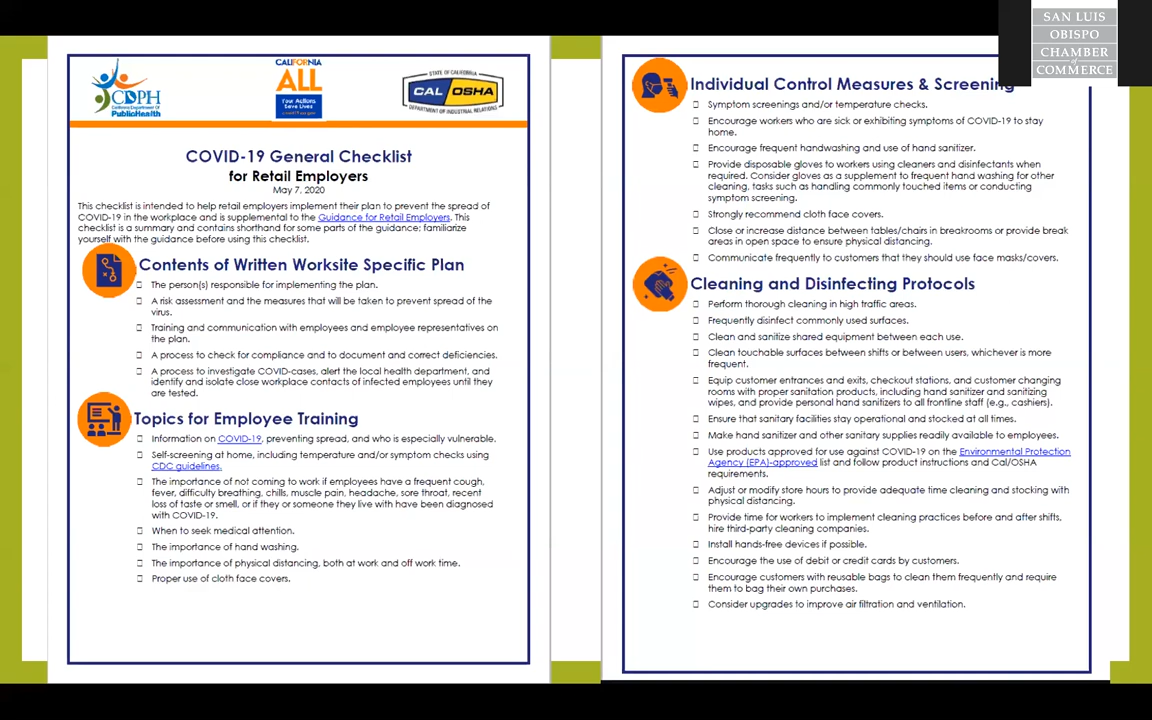 SAN LUIS
OBISPO
CHAMBER
of
COMMERCE
CDPH
California Department of
PublicHealth
CALIFORNIA
ALL
Your Actions
Save Lives
STATE OF CALIFORNIA
CAL OSHA
DEPARTMENT OF INDUSTRIAL RELATIONS
COVID-19 General Checklist
for Retail Employers
May 7, 2020
This checklist is intended to help retail employers implement their plan to prevent the spread of
COVID-19 in the workplace and is supplemental to the Guidance for Retail Employers. This
checklist is a summary and contains shorthand for some parts of the guidance; familiarize
yourself with the guidance before using this checklist.
Contents of Written Worksite Specific Plan
The person(s) responsible for implementing the plan.
A risk assessment and the measures that will be taken to prevent spread of the
virus.
Training and communication with employees and employee representatives on
the plan.
A process to check for compliance and to document and correct deficiencies.
A process to investigate COVID-cases, alert the local health department, and
identify and isolate close workplace contacts of infected employees until they
are tested.
Topics for Employee Training
Information on COVID-19, preventing spread, and who is especially vulnerable.
Self-screening at home, including temperature and/or symptom checks using
CDC guidelines.
The importance of not coming to work if employees have a frequent cough,
fever, difficulty breathing, chills, muscle pain, headache, sore throat, recent
loss of taste or smell, or if they or someone they live with have been diagnosed
with COVID-19.
When to seek medical attention.
The importance of hand washing.
The importance of physical distancing, both at work and off work time.
Proper use of cloth face covers.
Individual Control Measures & Screening
Symptom screenings and/or temperature checks.
Encourage workers who are sick or exhibiting symptoms of COVID-19 to stay
home.
Encourage frequent handwashing and use of hand sanitizer.
Provide disposable gloves to workers using cleaners and disinfectants when
required. Consider gloves as a supplement to frequent hand washing for other
cleaning, tasks such as handling commonly touched items or conducting
symptom screening.
Strongly recommend cloth face covers.
Close or increase distance between tables/chairs in breakrooms or provide break
areas in open space to ensure physical distancing.
Communicate frequently to customers that they should use face masks/covers.
Cleaning and Disinfecting Protocols
Perform thorough cleaning in high traffic areas.
Frequently disinfect commonly used surfaces.
Clean and sanitize shared equipment between each use.
Clean touchable surfaces between shifts or between users, whichever is more
frequent.
Equip customer entrances and exits, checkout stations, and customer changing
rooms with proper sanitation products, including hand sanitizer and sanitizing
wipes, and provide personal hand sanitizers to all frontline staff (e.g., cashiers).
Ensure that sanitary facilities stay operational and stocked at all times.
Make hand sanitizer and other sanitary supplies readily available to employees.
Use products approved for use against COVID-19 on the Environmental Protection
Agency (EPA)-approved list and follow product instructions and Cal/OSHA
requirements.
Adjust or modify store hours to provide adequate time cleaning and stocking with
physical distancing.
Provide time for workers to implement cleaning practices before and after shifts,
hire third-party cleaning companies.
Install hands-free devices if possible.
Encourage the use of debit or credit cards by customers.
Encourage customers with reusable bags to clean them frequently and require
them to bag their own purchases.
Consider upgrades to improve air filtration and ventilation.